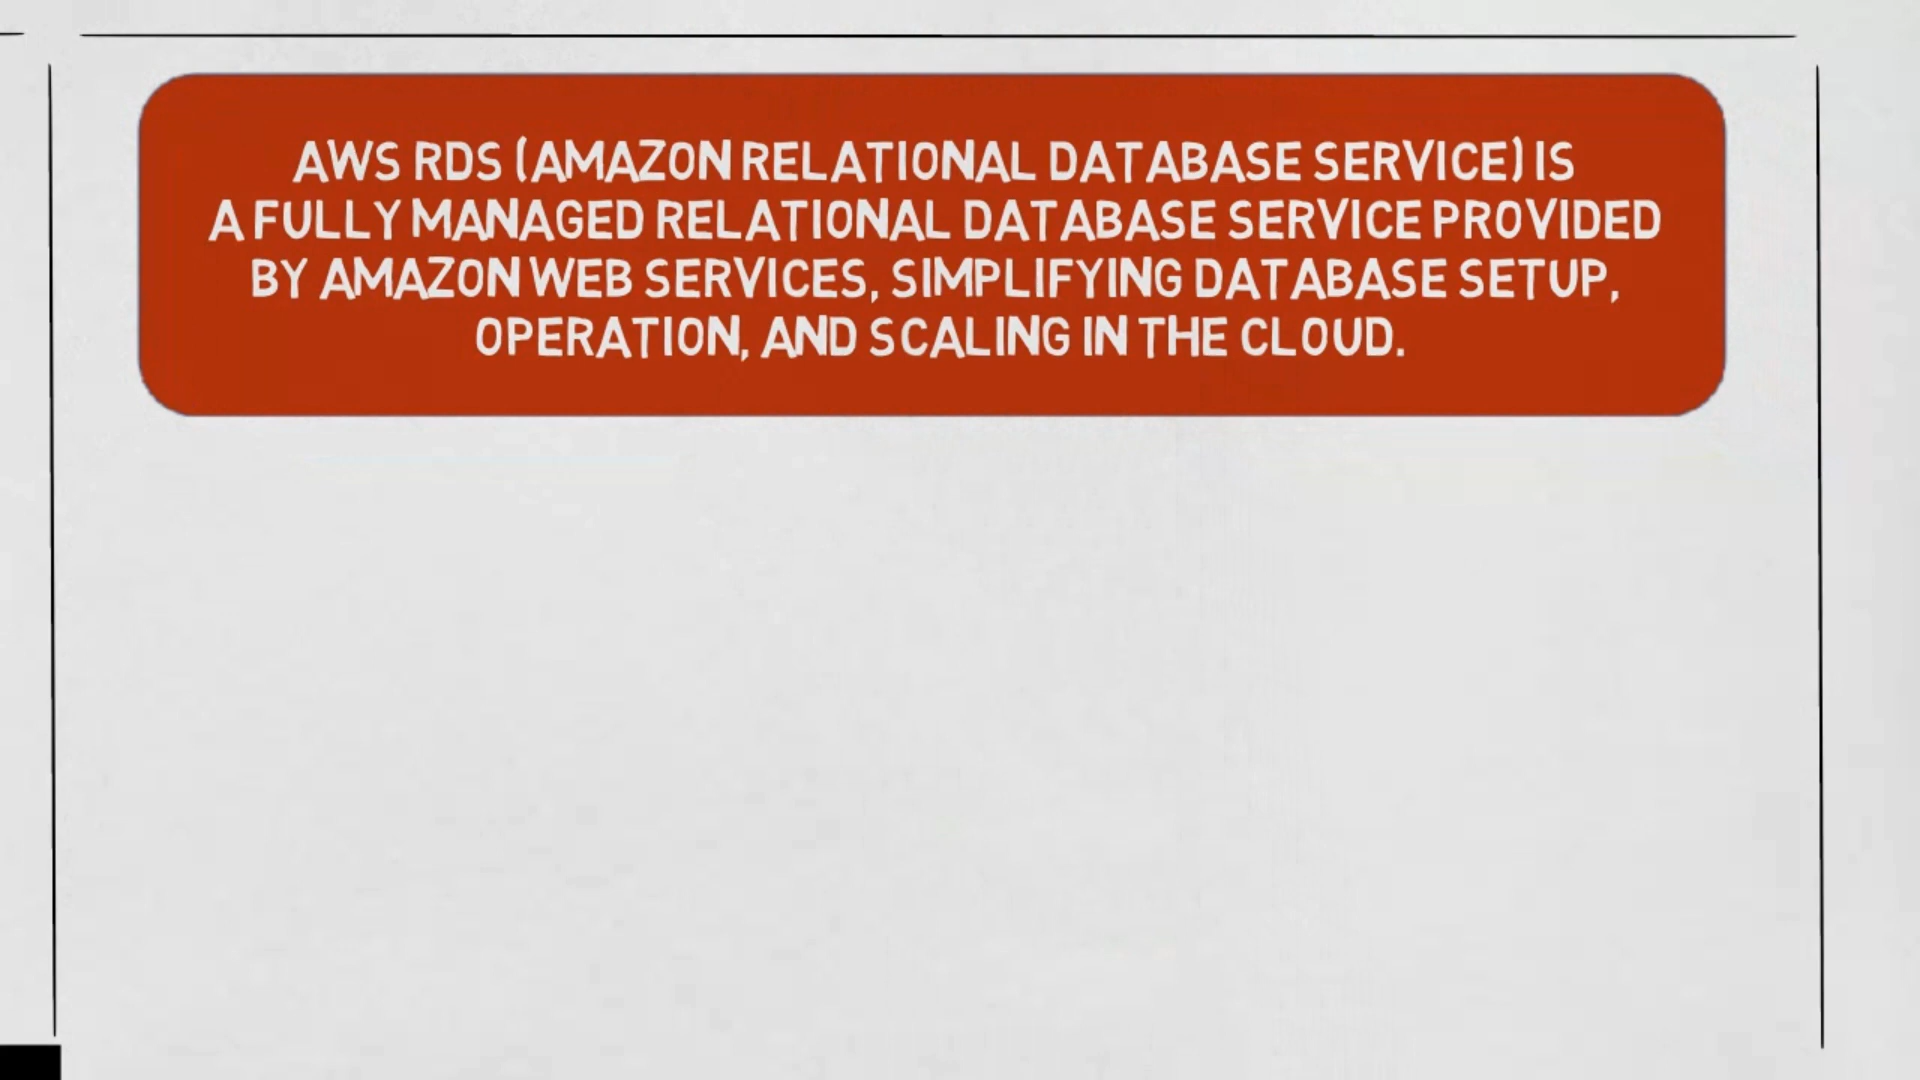 AWS RDS (AMAZON RELATIONAL DATABASE SERVICE) IS
A FULLY MANAGED RELATIONAL DATABASE SERVICE PROVIDED
BY AMAZON WEB SERVICES, SIMPLIFYING DATABASE SETUP,
OPERATION, AND SCALING IN THE CLOUD.